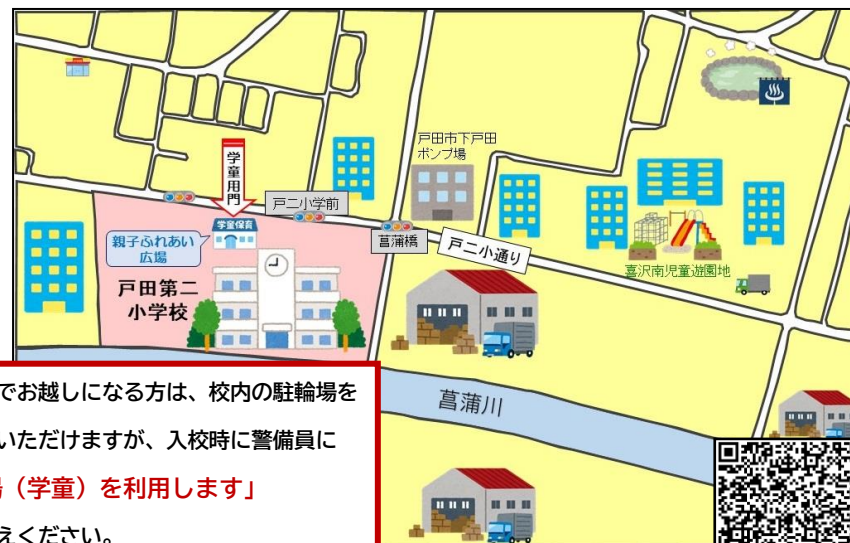 戸田市下戸田
ポンプ場
学童用門
戸二小学前
学童保育
親子ふれあい
広場
菖蒲橋
戸二小通り
戸田第二
小学校
喜沢南児童遊園地
菖蒲川
でお越しになる方は、校内の駐輪場を
いただけますが、入校時に警備員に
（学童）を利用します」
えください。